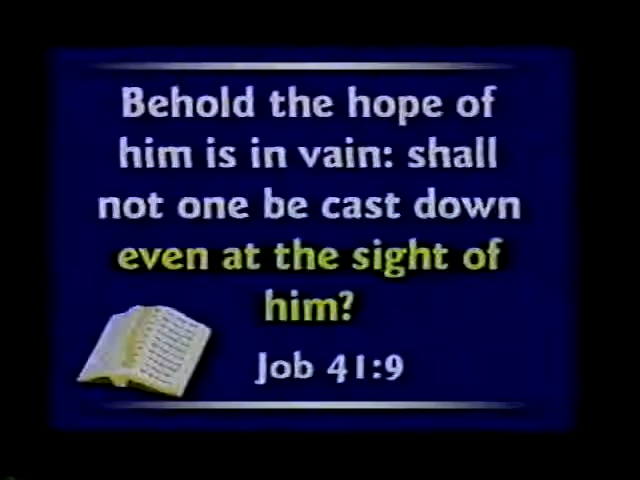 Behold the hope of
him is in vain: shall
not one be cast down
even at the sight of
him?
Job 41:9